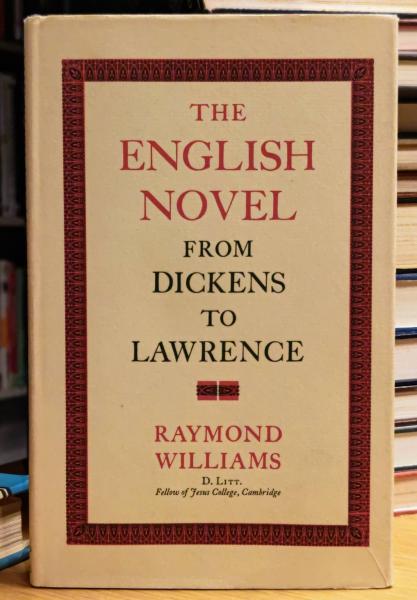 THE
ENGLISH
NOVEL
FROM
DICKENS
TO
LAWRENCE
RAYMOND
WILLIAMS
D. LITT.
Fellow of Jesus College, Cambridge